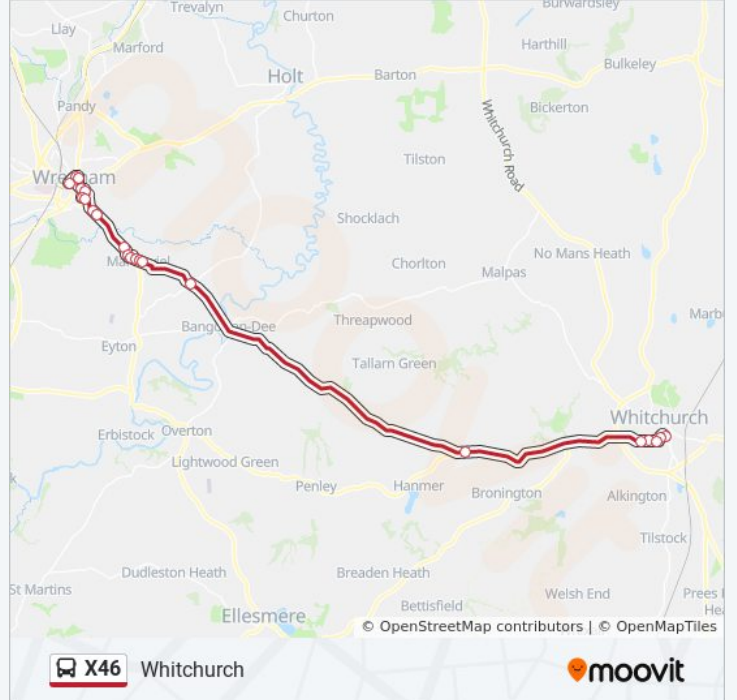 Trevalyn
Burwardsley
Churton
Llay
Marford
Harthill
Bulkeley
Holt
Barton
Pandy
Bickerton
Whitchurch Road
Tilston
Shocklach
No Mans Heath
Chorlton
Malpas
Threapwood
Eyton
Tallarn Green
Whitchurch
Erbistock
Overton
Lightwood Green
Penley
Hanmer
Bronington
Alkington
Tilstock
Dudleston Heath
Breaden Heath
St Martins
Bettisfield
Welsh End
Prees
Ellesmere
© OpenStreetMap contributors | © OpenMapTiles
X46 Whitchurch
moovit